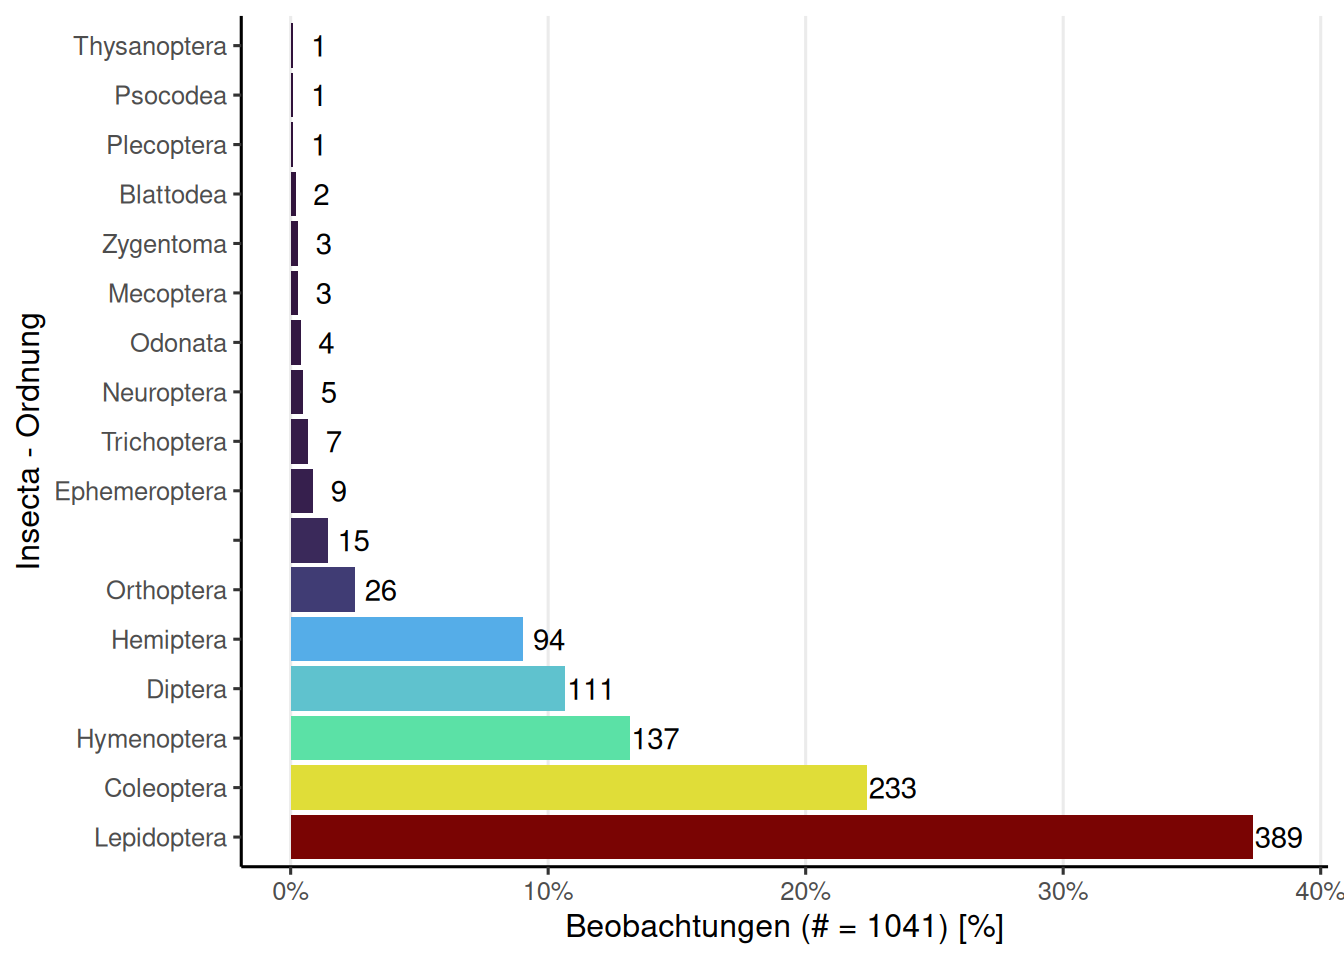 Insecta - Ordnung
Thysanoptera 1
Psocodea 1
Plecoptera 1
Blattodea 2
Zygentoma 3
Mecoptera 3
Odonata 4
Neuroptera 5
Trichoptera 7
Ephemeroptera 9
15
Orthoptera 26
Hemiptera 94
Diptera 111
Hymenoptera 137
Coleoptera 233
Lepidoptera 389
0% 10% 20% 30% 40%
Beobachtungen (# = 1041) [%]